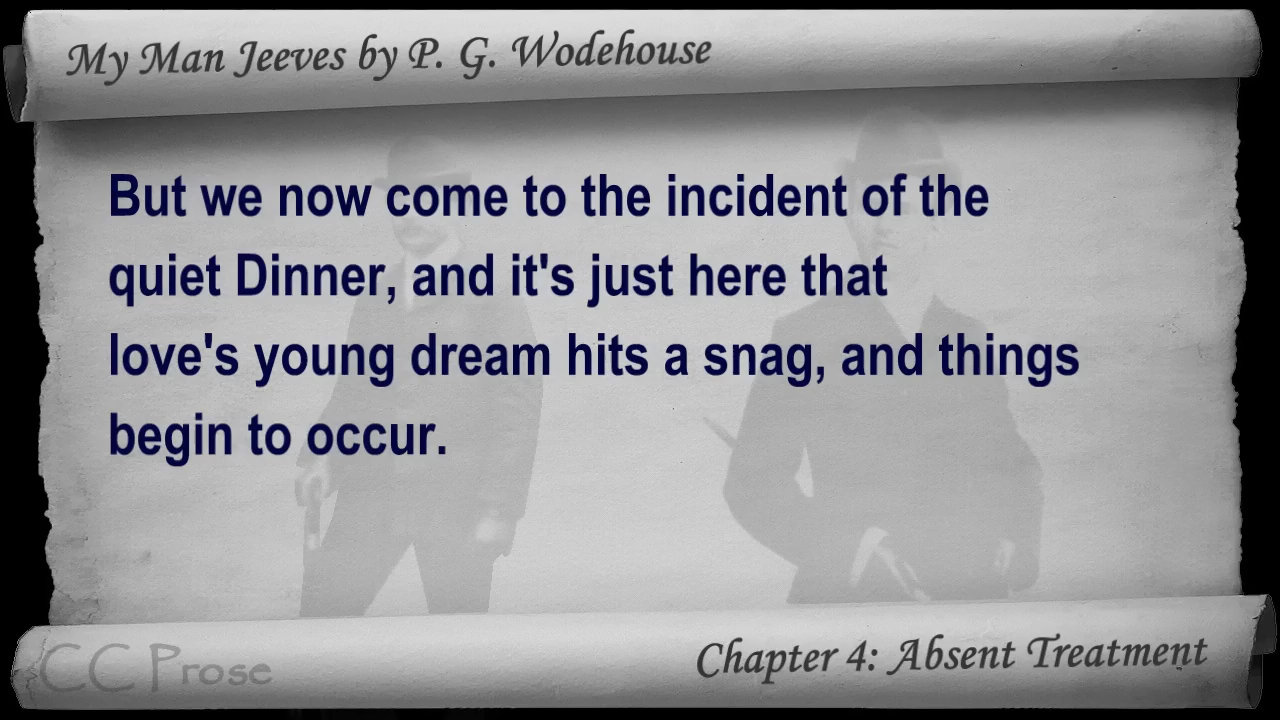 My Man Jeeves by P. G. Wodehouse
But we now come to the incident of the
quiet Dinner, and it's just here that
love's young dream hits a snag, and things
begin to occur.
CC Prose
Chapter 4: Absent Treatment